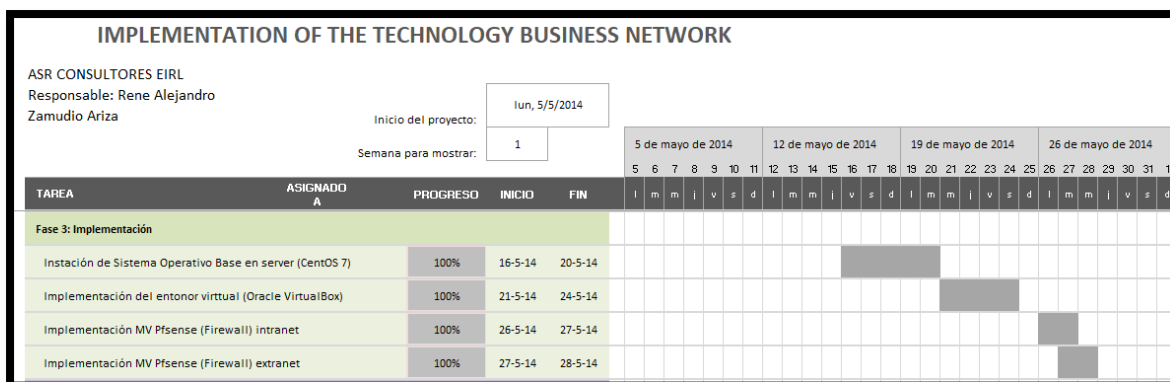 IMPLEMENTATION OF THE TECHNOLOGY BUSINESS NETWORK
ASR CONSULTORES EIRL
Responsable: Rene Alejandro
Zamudio Ariza
Inicio del proyecto: lun, 5/5/2014
Semana para mostrar: 1
5 de mayo de 2014 12 de mayo de 2014 19 de mayo de 2014 26 de mayo de 2014
5 6 7 8 9 10 11 12 13 14 15 16 17 18 19 20 21 22 23 24 25 26 27 28 29 30 31 1
TAREA ASIGNADO A PROGRESO INICIO FIN l m m j v s d l m m j v s d l m m j v s d l m m j v s d
Fase 3: Implementación
Instación de Sistema Operativo Base en server (CentOS 7) 100% 16-5-14 20-5-14
Implementación del entonor virttual (Oracle VirtualBox) 100% 21-5-14 24-5-14
Implementación MV Pfsense (Firewall) intranet 100% 26-5-14 27-5-14
Implementación MV Pfsense (Firewall) extranet 100% 27-5-14 28-5-14